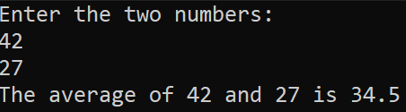 Enter the two numbers:
42
27
The average of 42 and 27 is 34.5